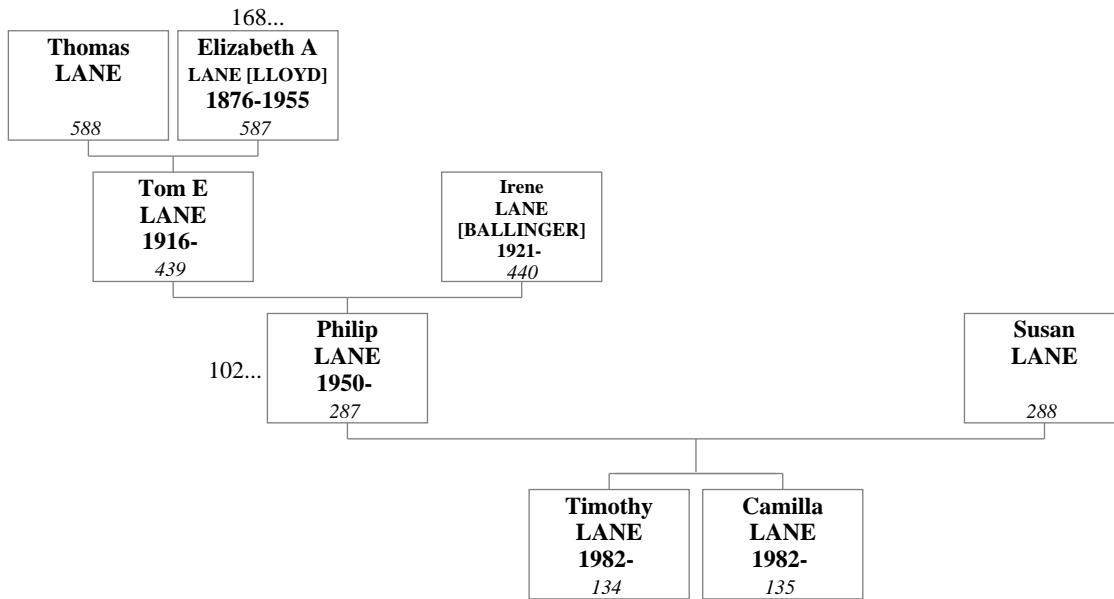 168...
Thomas
LANE
588
Elizabeth A
LANE [LLOYD]
1876-1955
587
Tom E
LANE
1916-
439
Irene
LANE
[BALLINGER]
1921-
440
102...
Philip
LANE
1950-
287
Susan
LANE
288
Timothy
LANE
1982-
134
Camilla
LANE
1982-
135